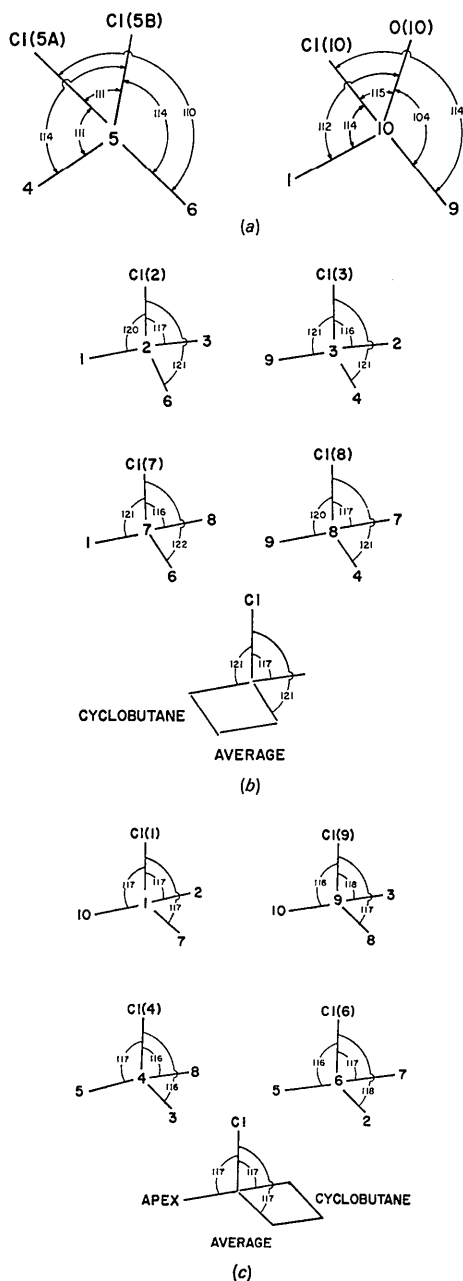 Cl(5A) Cl(5B) Cl(10) O(10)
111 110 115 114
114 111 5 114 112 114 10 104
4 6 1 9
(a)
Cl(2) Cl(3)
120 117 3 121 116 2
1 2 121 9 3 121
6 4
Cl(7) Cl(8)
121 116 8 120 117 7
1 7 122 9 8 121
6 4
Cl
121 117
121
CYCLOBUTANE
AVERAGE
(b)
Cl(1) Cl(9)
117 117 2 116 118 3
10 1 117 10 9 117
7 8
Cl(4) Cl(6)
117 116 8 116 117 7
5 4 116 5 6 118
3 2
Cl
117 117
APEX 117 CYCLOBUTANE
AVERAGE
(c)